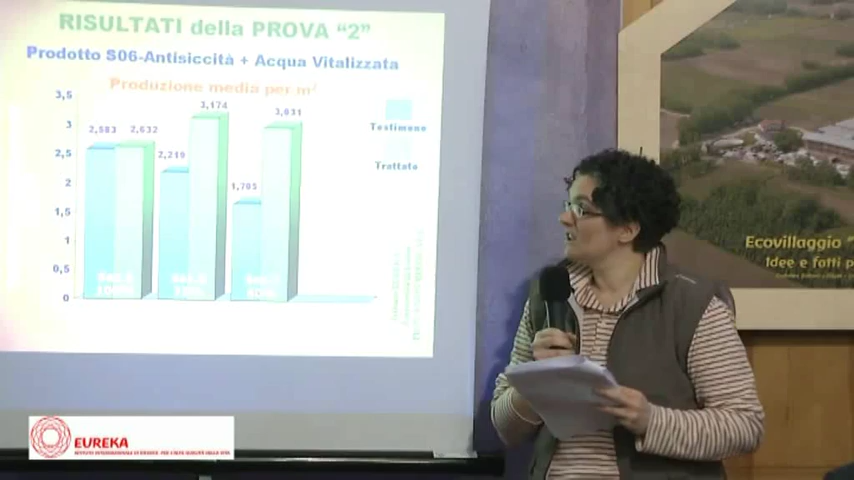 RISULTATI della PROVA "2"
Prodotto S06-Antisiccità + Acqua Vitalizzata
Produzione media per m²
3,5
3
2,5
2
1,5
1
0,5
0
2,583
2,632
2,219
3,174
1,705
3,031
Testimone
Trattato
Ecovillaggio "
Idee e fatti p
EUREKA